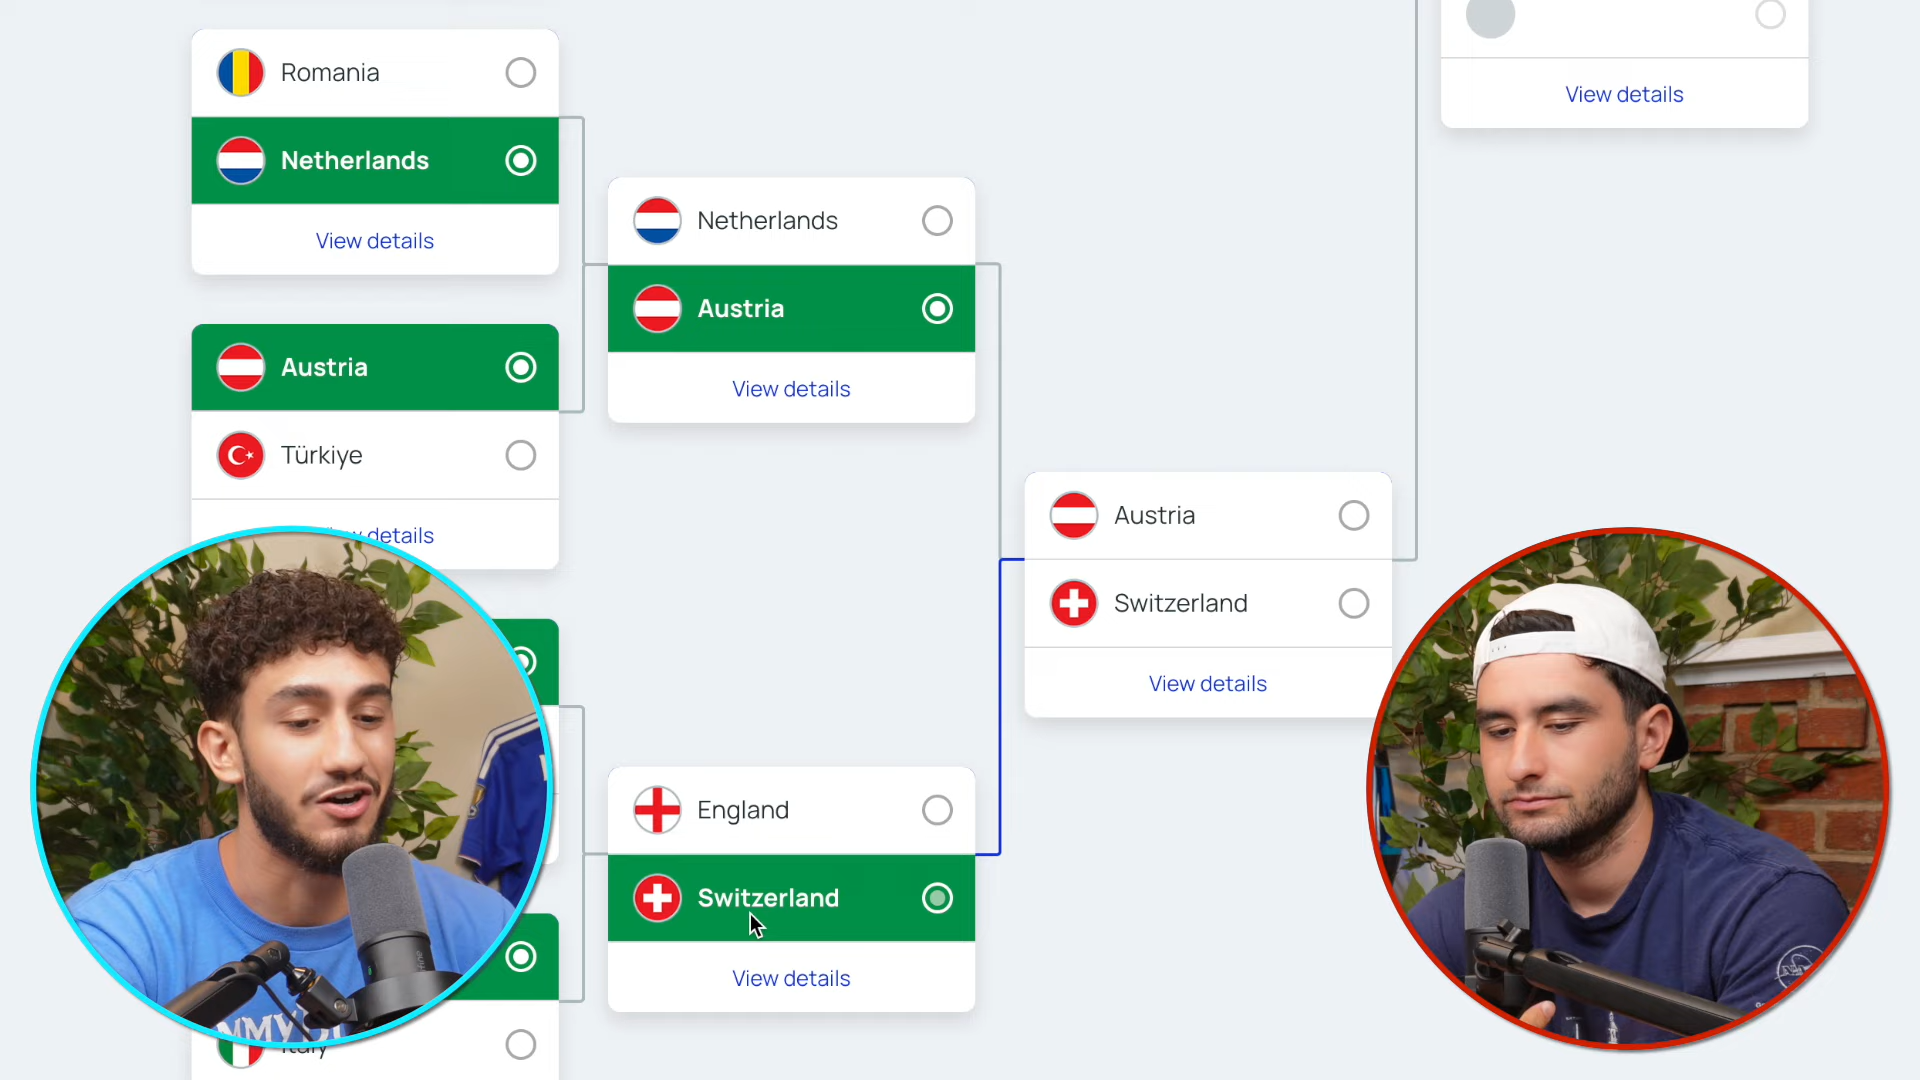 Romania
Netherlands
View details
Austria
Türkiye
details
Italy
Netherlands
Austria
View details
England
Switzerland
View details
Austria
Switzerland
View details
View details